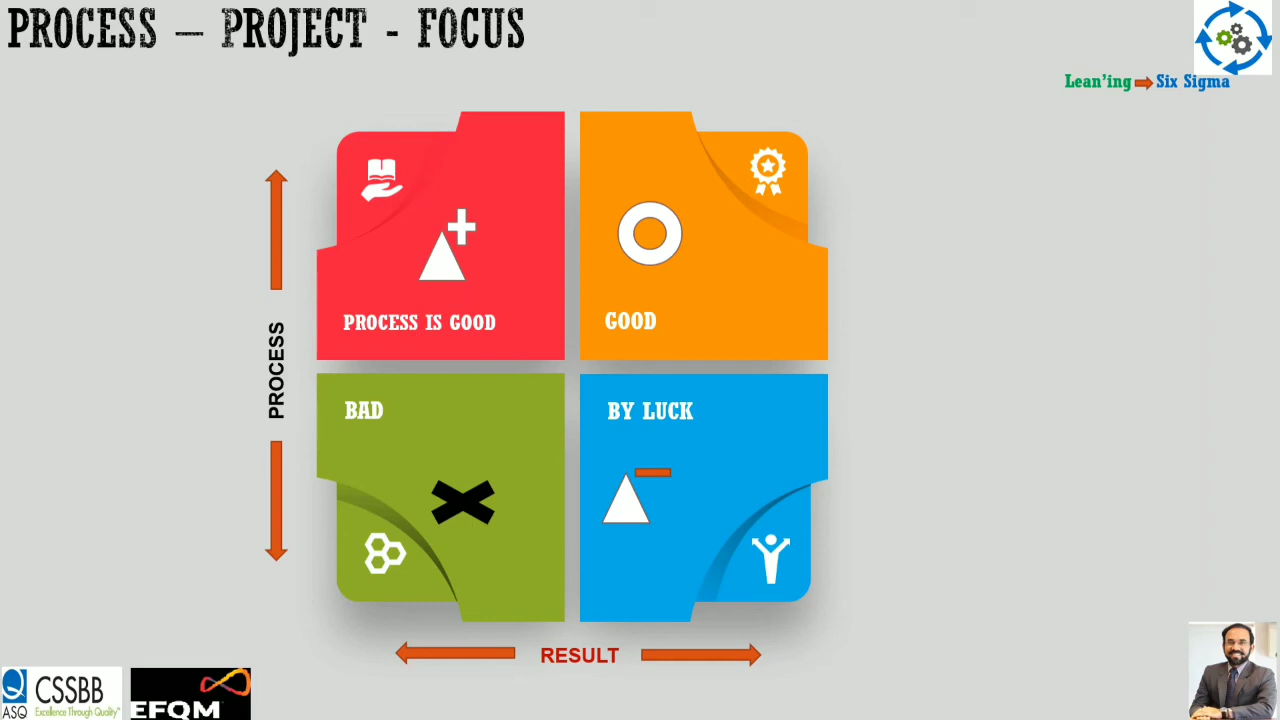 PROCESS – PROJECT - FOCUS
Lean'ing Six Sigma
PROCESS IS GOOD
GOOD
PROCESS
BAD
BY LUCK
RESULT
ASQ
CSSBB
Excellence Through Quality™
EFQM